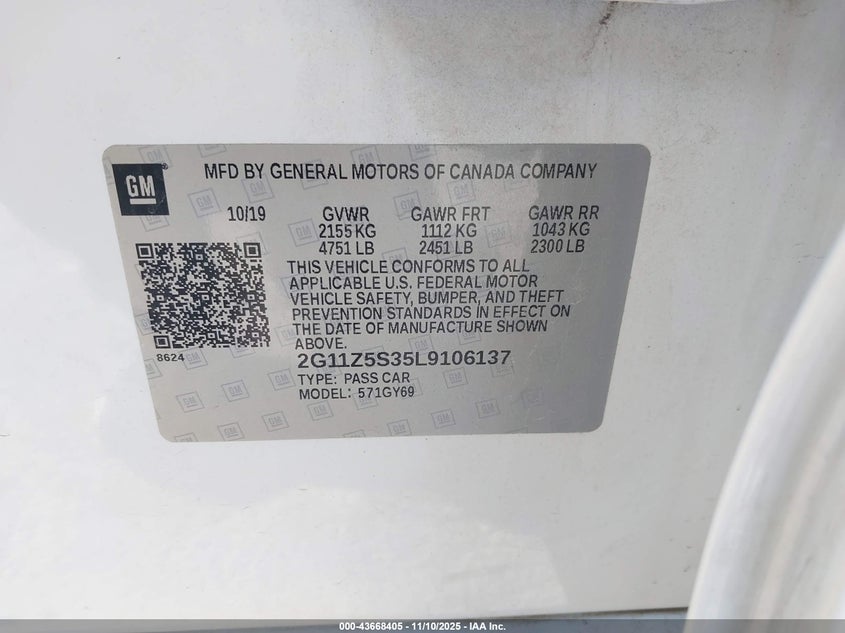 GM
MFD BY GENERAL MOTORS OF CANADA COMPANY
10/19 GVWR GAWR FRT GAWR RR
2155 KG 1112 KG 1043 KG
4751 LB 2451 LB 2300 LB
THIS VEHICLE CONFORMS TO ALL
APPLICABLE U.S. FEDERAL MOTOR
VEHICLE SAFETY, BUMPER, AND THEFT
PREVENTION STANDARDS IN EFFECT ON
THE DATE OF MANUFACTURE SHOWN
ABOVE.
8624
2G11Z5S35L9106137
TYPE: PASS CAR
MODEL: 571GY69
000-43668405 - 11/10/2025 - IAA Inc.